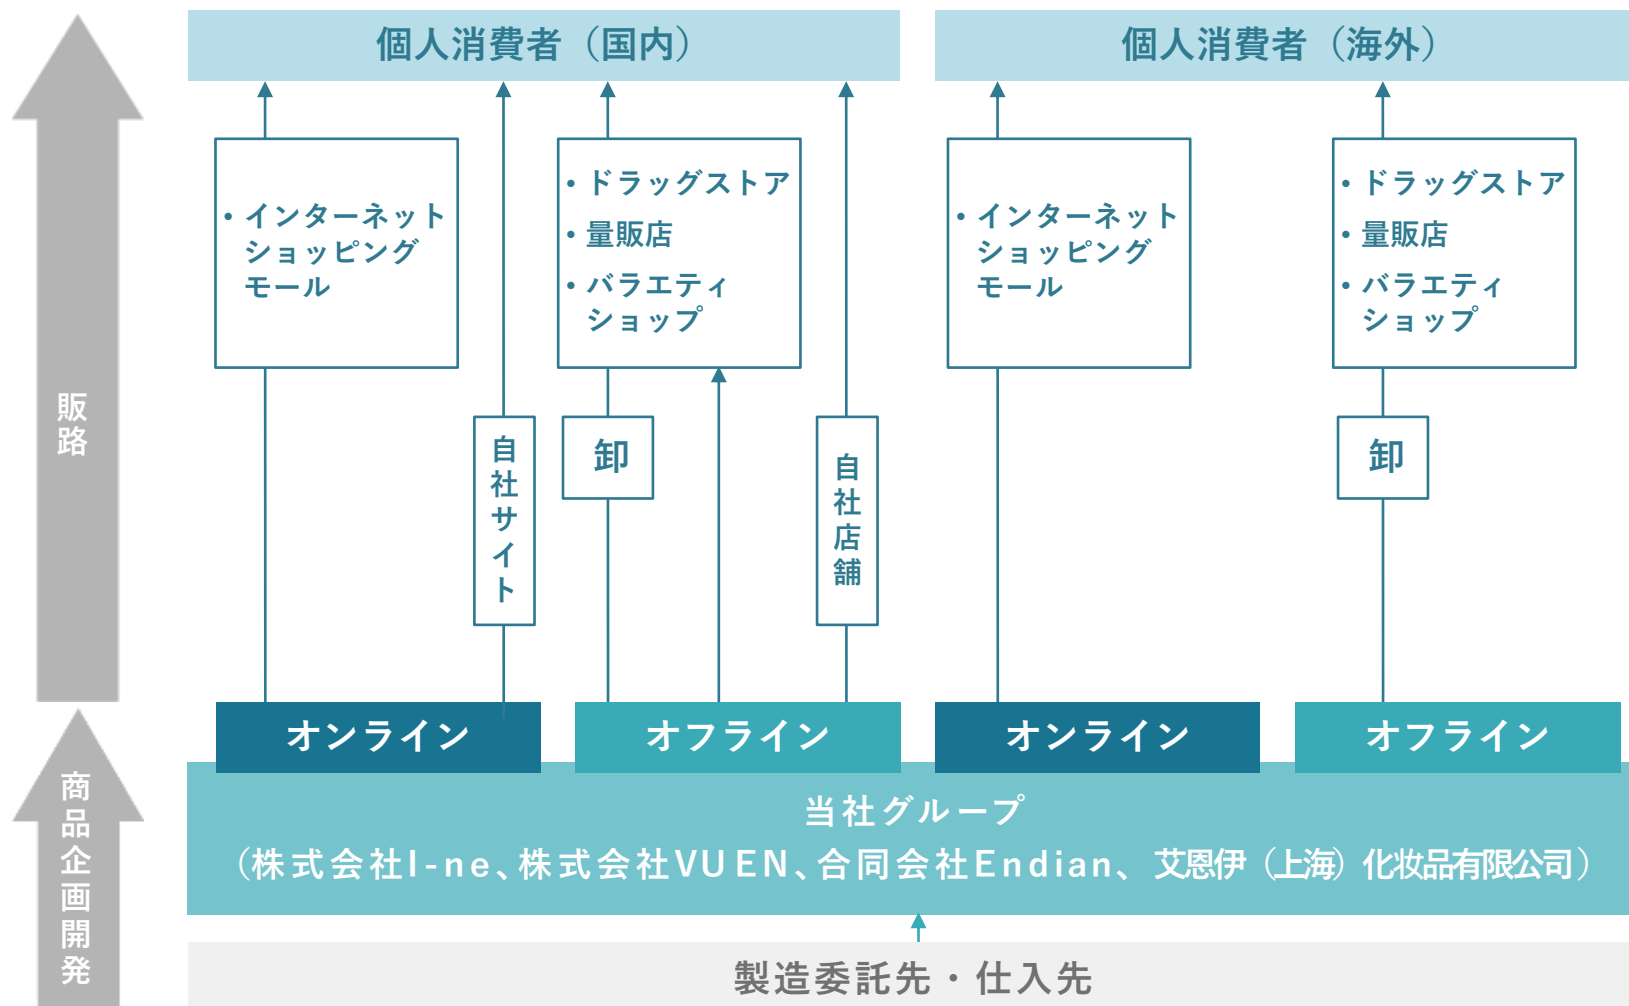 個人消費者（国内）
個人消費者（海外）
・インターネット
ショッピング
モール
・ドラッグストア
・量販店
・バラエティ
ショップ
・インターネット
ショッピング
モール
・ドラッグストア
・量販店
・バラエティ
ショップ
販路
自社サイト
卸
自社店舗
卸
オンライン
オフライン
オンライン
オフライン
商品企画開発
当社グループ
（株式会社I-ne、株式会社VUEN、合同会社Endian、艾恩伊（上海）化妆品有限公司）
製造委託先・仕入先